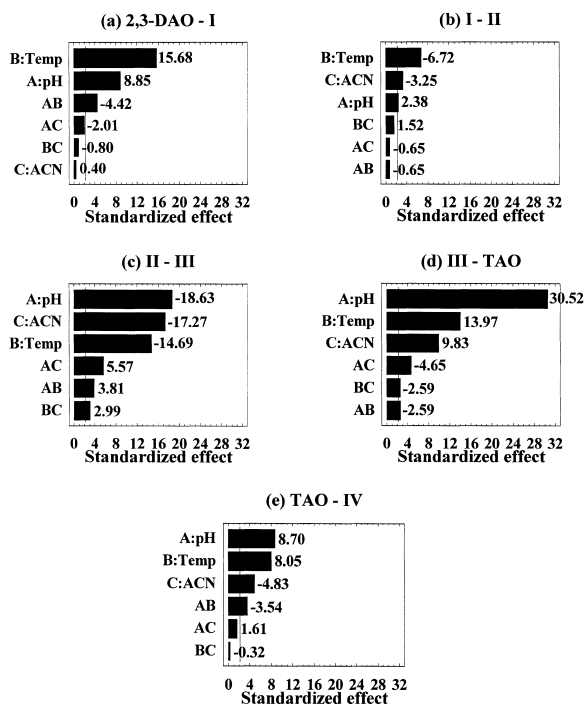 (a) 2,3-DAO - I
B:Temp 15.68
A:pH 8.85
AB -4.42
AC -2.01
BC -0.80
C:ACN 0.40
0 4 8 12 16 20 24 28 32
Standardized effect
(b) I - II
B:Temp -6.72
C:ACN -3.25
A:pH 2.38
BC 1.52
AC -0.65
AB -0.65
0 4 8 12 16 20 24 28 32
Standardized effect
(c) II - III
A:pH -18.63
C:ACN -17.27
B:Temp -14.69
AC 5.57
AB 3.81
BC 2.99
0 4 8 12 16 20 24 28 32
Standardized effect
(d) III - TAO
A:pH 30.52
B:Temp 13.97
C:ACN 9.83
AC -4.65
BC -2.59
AB -2.59
0 4 8 12 16 20 24 28 32
Standardized effect
(e) TAO - IV
A:pH 8.70
B:Temp 8.05
C:ACN -4.83
AB -3.54
AC 1.61
BC -0.32
0 4 8 12 16 20 24 28 32
Standardized effect